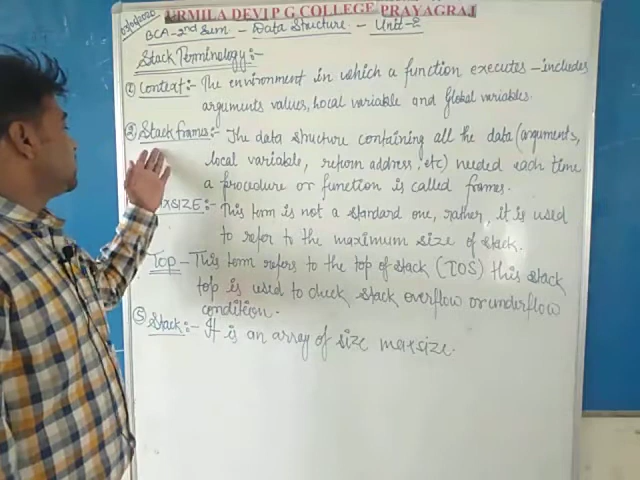 URMILA DEVI P G COLLEGE PRAYAGRAJ
BCA-2nd Sem - Data Structure - Unit-2
Stack Terminology:-
Context:- The environment in which a function executes - includes
arguments values, local variable and Global variables.
Stack frames:- The data structure containing all the data (arguments,
local variable, return address, etc) needed each time
a procedure or function is called frames.
MAXSIZE:- This term is not a standard one, rather, it is used
to refer to the maximum size of stack.
Top - This term refers to the top of stack (TOS) this stack
top is used to check stack overflow or underflow
condition.
⑤ Stack:- It is an array of size maxsize.